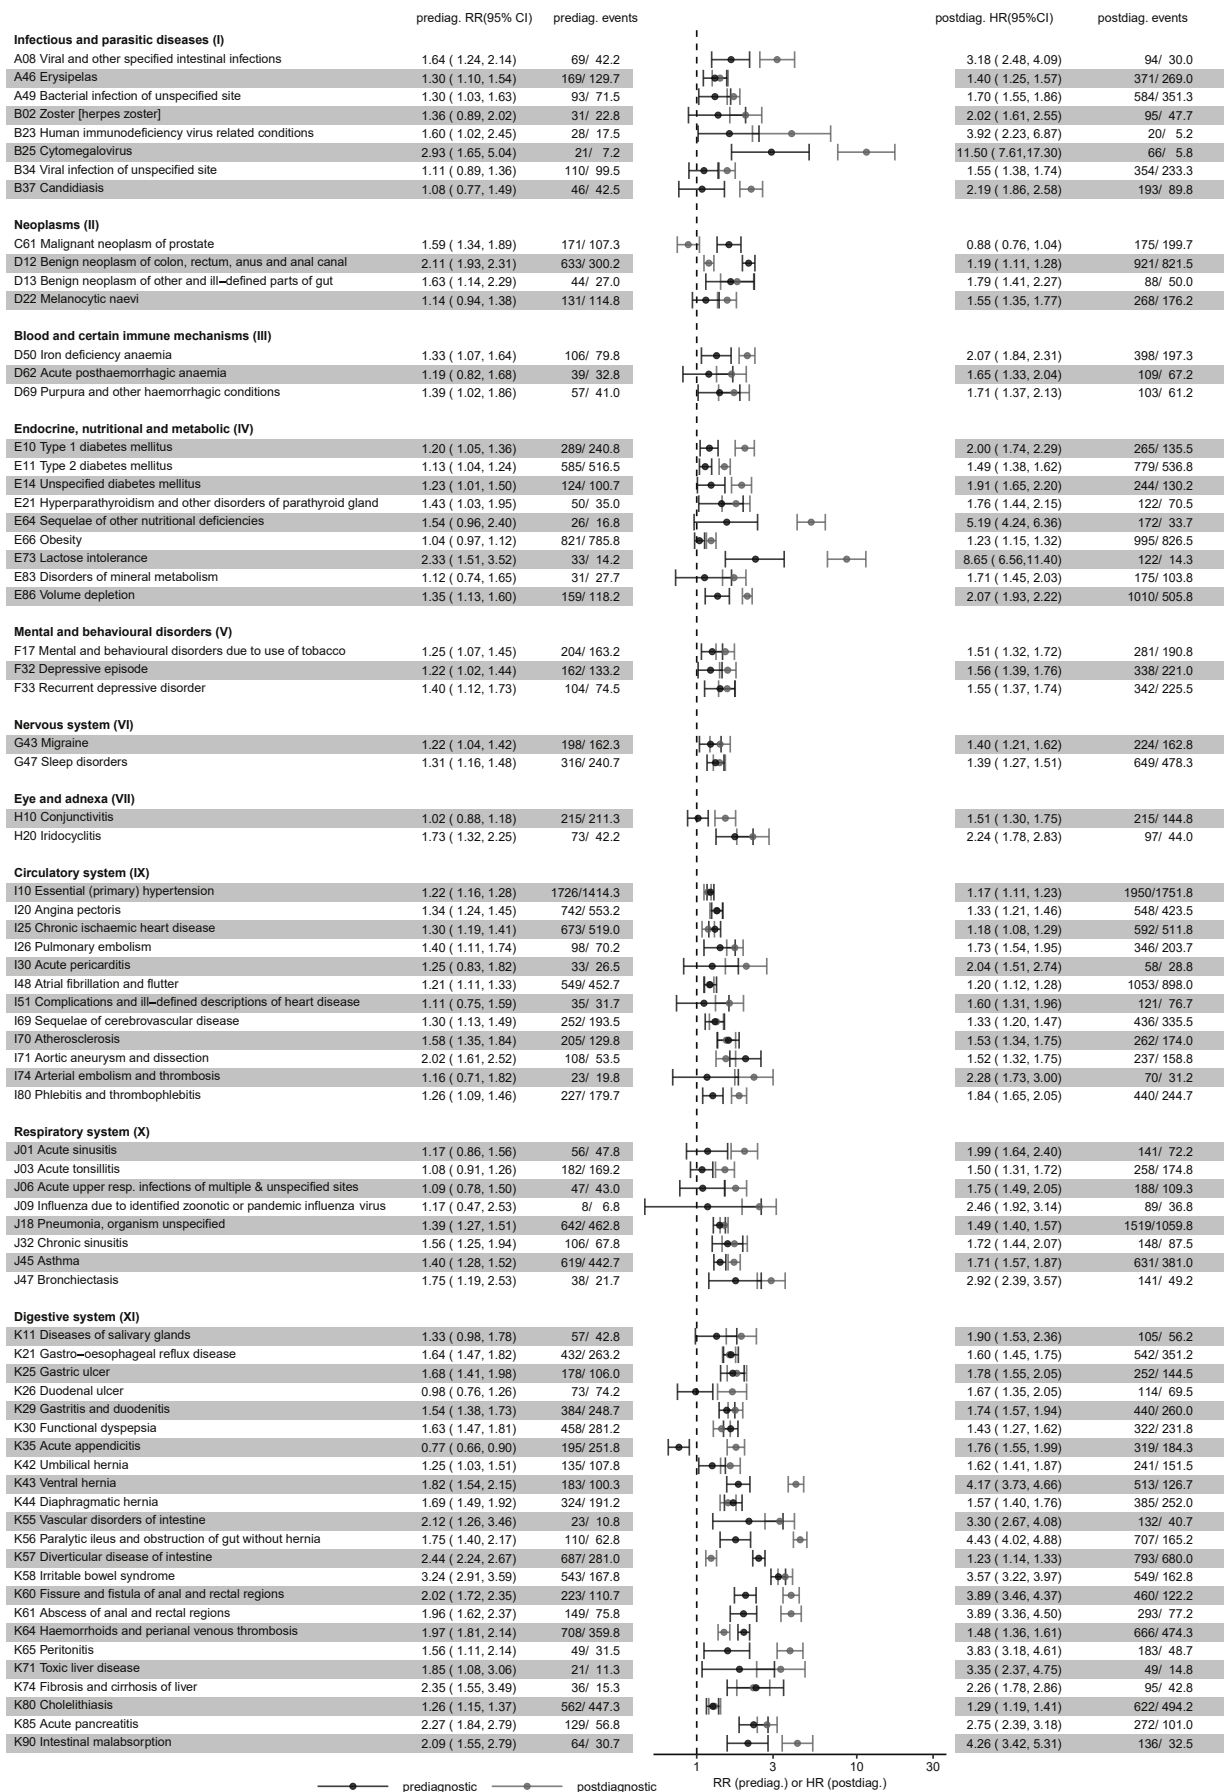 prediag. RR(95% CI) prediag. events postdiag. HR(95%CI) postdiag. events
Infectious and parasitic diseases (I)
A08 Viral and other specified intestinal infections 1.64 ( 1.24, 2.14) 69/ 42.2 3.18 ( 2.48, 4.09) 94/ 30.0
A46 Erysipelas 1.30 ( 1.10, 1.54) 169/ 129.7 1.40 ( 1.25, 1.57) 371/ 269.0
A49 Bacterial infection of unspecified site 1.30 ( 1.03, 1.63) 93/ 71.5 1.70 ( 1.55, 1.86) 584/ 351.3
B02 Zoster [herpes zoster] 1.36 ( 0.89, 2.02) 31/ 22.8 2.02 ( 1.61, 2.55) 95/ 47.7
B23 Human immunodeficiency virus related conditions 1.60 ( 1.02, 2.45) 28/ 17.5 3.92 ( 2.23, 6.87) 20/ 5.2
B25 Cytomegalovirus 2.93 ( 1.65, 5.04) 21/ 7.2 11.50 ( 7.61,17.30) 66/ 5.8
B34 Viral infection of unspecified site 1.11 ( 0.89, 1.36) 110/ 99.5 1.55 ( 1.38, 1.74) 354/ 233.3
B37 Candidiasis 1.08 ( 0.77, 1.49) 46/ 42.5 2.19 ( 1.86, 2.58) 193/ 89.8
Neoplasms (II)
C61 Malignant neoplasm of prostate 1.59 ( 1.34, 1.89) 171/ 107.3 0.88 ( 0.76, 1.04) 175/ 199.7
D12 Benign neoplasm of colon, rectum, anus and anal canal 2.11 ( 1.93, 2.31) 633/ 300.2 1.19 ( 1.11, 1.28) 921/ 821.5
D13 Benign neoplasm of other and ill–defined parts of gut 1.63 ( 1.14, 2.29) 44/ 27.0 1.79 ( 1.41, 2.27) 88/ 50.0
D22 Melanocytic naevi 1.14 ( 0.94, 1.38) 131/ 114.8 1.55 ( 1.35, 1.77) 268/ 176.2
Blood and certain immune mechanisms (III)
D50 Iron deficiency anaemia 1.33 ( 1.07, 1.64) 106/ 79.8 2.07 ( 1.84, 2.31) 398/ 197.3
D62 Acute posthaemorrhagic anaemia 1.19 ( 0.82, 1.68) 39/ 32.8 1.65 ( 1.33, 2.04) 109/ 67.2
D69 Purpura and other haemorrhagic conditions 1.39 ( 1.02, 1.86) 57/ 41.0 1.71 ( 1.37, 2.13) 103/ 61.2
Endocrine, nutritional and metabolic (IV)
E10 Type 1 diabetes mellitus 1.20 ( 1.05, 1.36) 289/ 240.8 2.00 ( 1.74, 2.29) 265/ 135.5
E11 Type 2 diabetes mellitus 1.13 ( 1.04, 1.24) 585/ 516.5 1.49 ( 1.38, 1.62) 779/ 536.8
E14 Unspecified diabetes mellitus 1.23 ( 1.01, 1.50) 124/ 100.7 1.91 ( 1.65, 2.20) 244/ 130.2
E21 Hyperparathyroidism and other disorders of parathyroid gland 1.43 ( 1.03, 1.95) 50/ 35.0 1.76 ( 1.44, 2.15) 122/ 70.5
E64 Sequelae of other nutritional deficiencies 1.54 ( 0.96, 2.40) 26/ 16.8 5.19 ( 4.24, 6.36) 172/ 33.7
E66 Obesity 1.04 ( 0.97, 1.12) 821/ 785.8 1.23 ( 1.15, 1.32) 995/ 826.5
E73 Lactose intolerance 2.33 ( 1.51, 3.52) 33/ 14.2 8.65 ( 6.56,11.40) 122/ 14.3
E83 Disorders of mineral metabolism 1.12 ( 0.74, 1.65) 31/ 27.7 1.71 ( 1.45, 2.03) 175/ 103.8
E86 Volume depletion 1.35 ( 1.13, 1.60) 159/ 118.2 2.07 ( 1.93, 2.22) 1010/ 505.8
Mental and behavioural disorders (V)
F17 Mental and behavioural disorders due to use of tobacco 1.25 ( 1.07, 1.45) 204/ 163.2 1.51 ( 1.32, 1.72) 281/ 190.8
F32 Depressive episode 1.22 ( 1.02, 1.44) 162/ 133.2 1.56 ( 1.39, 1.76) 338/ 221.0
F33 Recurrent depressive disorder 1.40 ( 1.12, 1.73) 104/ 74.5 1.55 ( 1.37, 1.74) 342/ 225.5
Nervous system (VI)
G43 Migraine 1.22 ( 1.04, 1.42) 198/ 162.3 1.40 ( 1.21, 1.62) 224/ 162.8
G47 Sleep disorders 1.31 ( 1.16, 1.48) 316/ 240.7 1.39 ( 1.27, 1.51) 649/ 478.3
Eye and adnexa (VII)
H10 Conjunctivitis 1.02 ( 0.88, 1.18) 215/ 211.3 1.51 ( 1.30, 1.75) 215/ 144.8
H20 Iridocyclitis 1.73 ( 1.32, 2.25) 73/ 42.2 2.24 ( 1.78, 2.83) 97/ 44.0
Circulatory system (IX)
I10 Essential (primary) hypertension 1.22 ( 1.16, 1.28) 1726/1414.3 1.17 ( 1.11, 1.23) 1950/1751.8
I20 Angina pectoris 1.34 ( 1.24, 1.45) 742/ 553.2 1.33 ( 1.21, 1.46) 548/ 423.5
I25 Chronic ischaemic heart disease 1.30 ( 1.19, 1.41) 673/ 519.0 1.18 ( 1.08, 1.29) 592/ 511.8
I26 Pulmonary embolism 1.40 ( 1.11, 1.74) 98/ 70.2 1.73 ( 1.54, 1.95) 346/ 203.7
I30 Acute pericarditis 1.25 ( 0.83, 1.82) 33/ 26.5 2.04 ( 1.51, 2.74) 58/ 28.8
I48 Atrial fibrillation and flutter 1.21 ( 1.11, 1.33) 549/ 452.7 1.20 ( 1.12, 1.28) 1053/ 898.0
I51 Complications and ill–defined descriptions of heart disease 1.11 ( 0.75, 1.59) 35/ 31.7 1.60 ( 1.31, 1.96) 121/ 76.7
I69 Sequelae of cerebrovascular disease 1.30 ( 1.13, 1.49) 252/ 193.5 1.33 ( 1.20, 1.47) 436/ 335.5
I70 Atherosclerosis 1.58 ( 1.35, 1.84) 205/ 129.8 1.53 ( 1.34, 1.75) 262/ 174.0
I71 Aortic aneurysm and dissection 2.02 ( 1.61, 2.52) 108/ 53.5 1.52 ( 1.32, 1.75) 237/ 158.8
I74 Arterial embolism and thrombosis 1.16 ( 0.71, 1.82) 23/ 19.8 2.28 ( 1.73, 3.00) 70/ 31.2
I80 Phlebitis and thrombophlebitis 1.26 ( 1.09, 1.46) 227/ 179.7 1.84 ( 1.65, 2.05) 440/ 244.7
Respiratory system (X)
J01 Acute sinusitis 1.17 ( 0.86, 1.56) 56/ 47.8 1.99 ( 1.64, 2.40) 141/ 72.2
J03 Acute tonsillitis 1.08 ( 0.91, 1.26) 182/ 169.2 1.50 ( 1.31, 1.72) 258/ 174.8
J06 Acute upper resp. infections of multiple & unspecified sites 1.09 ( 0.78, 1.50) 47/ 43.0 1.75 ( 1.49, 2.05) 188/ 109.3
J09 Influenza due to identified zoonotic or pandemic influenza virus 1.17 ( 0.47, 2.53) 8/ 6.8 2.46 ( 1.92, 3.14) 89/ 36.8
J18 Pneumonia, organism unspecified 1.39 ( 1.27, 1.51) 642/ 462.8 1.49 ( 1.40, 1.57) 1519/1059.8
J32 Chronic sinusitis 1.56 ( 1.25, 1.94) 106/ 67.8 1.72 ( 1.44, 2.07) 148/ 87.5
J45 Asthma 1.40 ( 1.28, 1.52) 619/ 442.7 1.71 ( 1.57, 1.87) 631/ 381.0
J47 Bronchiectasis 1.75 ( 1.19, 2.53) 38/ 21.7 2.92 ( 2.39, 3.57) 141/ 49.2
Digestive system (XI)
K11 Diseases of salivary glands 1.33 ( 0.98, 1.78) 57/ 42.8 1.90 ( 1.53, 2.36) 105/ 56.2
K21 Gastro–oesophageal reflux disease 1.64 ( 1.47, 1.82) 432/ 263.2 1.60 ( 1.45, 1.75) 542/ 351.2
K25 Gastric ulcer 1.68 ( 1.41, 1.98) 178/ 106.0 1.78 ( 1.55, 2.05) 252/ 144.5
K26 Duodenal ulcer 0.98 ( 0.76, 1.26) 73/ 74.2 1.67 ( 1.35, 2.05) 114/ 69.5
K29 Gastritis and duodenitis 1.54 ( 1.38, 1.73) 384/ 248.7 1.74 ( 1.57, 1.94) 440/ 260.0
K30 Functional dyspepsia 1.63 ( 1.47, 1.81) 458/ 281.2 1.43 ( 1.27, 1.62) 322/ 231.8
K35 Acute appendicitis 0.77 ( 0.66, 0.90) 195/ 251.8 1.76 ( 1.55, 1.99) 319/ 184.3
K42 Umbilical hernia 1.25 ( 1.03, 1.51) 135/ 107.8 1.62 ( 1.41, 1.87) 241/ 151.5
K43 Ventral hernia 1.82 ( 1.54, 2.15) 183/ 100.3 4.17 ( 3.73, 4.66) 513/ 126.7
K44 Diaphragmatic hernia 1.69 ( 1.49, 1.92) 324/ 191.2 1.57 ( 1.40, 1.76) 385/ 252.0
K55 Vascular disorders of intestine 2.12 ( 1.26, 3.46) 23/ 10.8 3.30 ( 2.67, 4.08) 132/ 40.7
K56 Paralytic ileus and obstruction of gut without hernia 1.75 ( 1.40, 2.17) 110/ 62.8 4.43 ( 4.02, 4.88) 707/ 165.2
K57 Diverticular disease of intestine 2.44 ( 2.24, 2.67) 687/ 281.0 1.23 ( 1.14, 1.33) 793/ 680.0
K58 Irritable bowel syndrome 3.24 ( 2.91, 3.59) 543/ 167.8 3.57 ( 3.22, 3.97) 549/ 162.8
K60 Fissure and fistula of anal and rectal regions 2.02 ( 1.72, 2.35) 223/ 110.7 3.89 ( 3.46, 4.37) 460/ 122.2
K61 Abscess of anal and rectal regions 1.96 ( 1.62, 2.37) 149/ 75.8 3.89 ( 3.36, 4.50) 293/ 77.2
K64 Haemorrhoids and perianal venous thrombosis 1.97 ( 1.81, 2.14) 708/ 359.8 1.48 ( 1.36, 1.61) 666/ 474.3
K65 Peritonitis 1.56 ( 1.11, 2.14) 49/ 31.5 3.83 ( 3.18, 4.61) 183/ 48.7
K71 Toxic liver disease 1.85 ( 1.08, 3.06) 21/ 11.3 3.35 ( 2.37, 4.75) 49/ 14.8
K74 Fibrosis and cirrhosis of liver 2.35 ( 1.55, 3.49) 36/ 15.3 2.26 ( 1.78, 2.86) 95/ 42.8
K80 Cholelithiasis 1.26 ( 1.15, 1.37) 562/ 447.3 1.29 ( 1.19, 1.41) 622/ 494.2
K85 Acute pancreatitis 2.27 ( 1.84, 2.79) 129/ 56.8 2.75 ( 2.39, 3.18) 272/ 101.0
K90 Intestinal malabsorption 2.09 ( 1.55, 2.79) 64/ 30.7 4.26 ( 3.42, 5.31) 136/ 32.5
1 3 10 30
RR (prediag.) or HR (postdiag.)
prediagnostic postdiagnostic